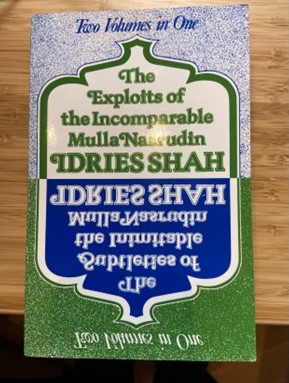 Two Volumes in One
The
Exploits of
the Incomparable
Mulla Nasrudin
IDRIES SHAH
IDRIES SHAH
Mulla Nasrudin
the Inimitable
Subtleties of
The
Two Volumes in One